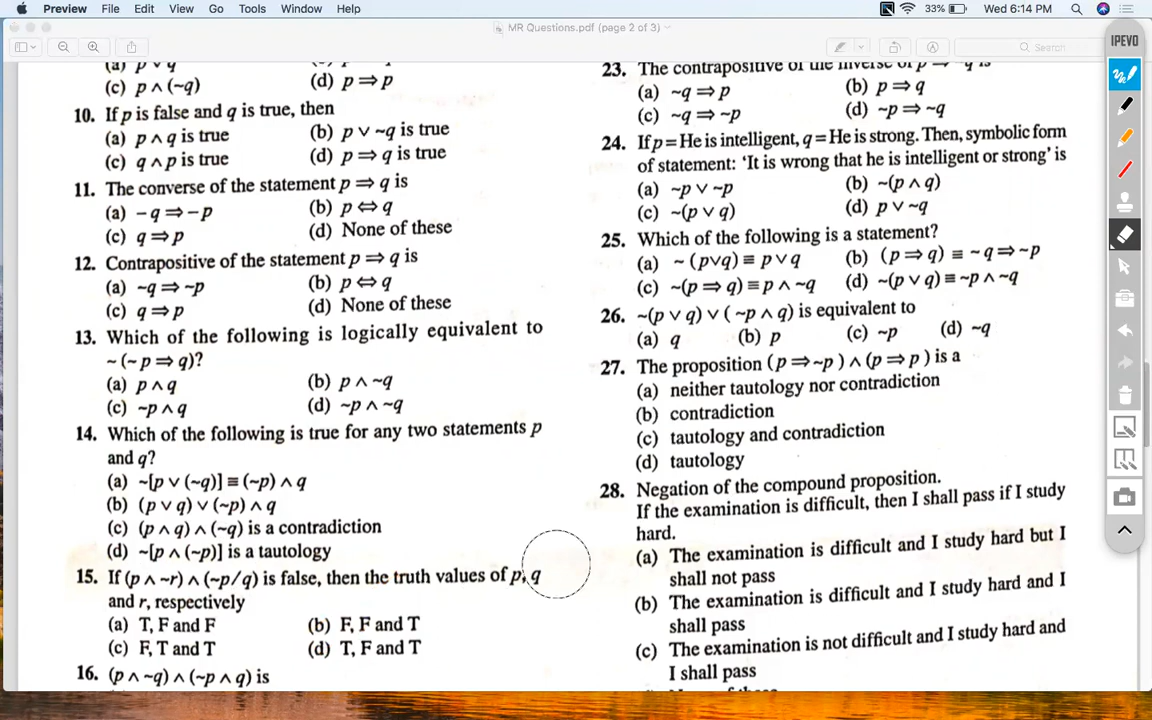 Preview File Edit View Go Tools Window Help 33% Wed 6:14 PM
MR Questions.pdf (page 2 of 3)
Search
IPEVO
(c) p ∧ (~q) (d) p ⇒ p
10. If p is false and q is true, then
(a) p ∧ q is true (b) p ∨ ~q is true
(c) q ∧ p is true (d) p ⇒ q is true
11. The converse of the statement p ⇒ q is
(a) −q ⇒ −p (b) p ⇔ q
(c) q ⇒ p (d) None of these
12. Contrapositive of the statement p ⇒ q is
(a) ~q ⇒ ~p (b) p ⇔ q
(c) q ⇒ p (d) None of these
13. Which of the following is logically equivalent to
~ (~ p ⇒ q)?
(a) p ∧ q (b) p ∧ ~q
(c) ~p ∧ q (d) ~p ∧ ~q
14. Which of the following is true for any two statements p
and q?
(a) ~[p ∨ (~q)] ≡ (~p) ∧ q
(b) (p ∨ q) ∨ (~p) ∧ q
(c) (p ∧ q) ∧ (~q) is a contradiction
(d) ~[p ∧ (~p)] is a tautology
15. If (p ∧ ~r) ∧ (~p/q) is false, then the truth values of p, q
and r, respectively
(a) T, F and F (b) F, F and T
(c) F, T and T (d) T, F and T
16. (p ∧ ~q) ∧ (~p ∧ q) is
23. The contrapositive of the inverse of p ⇒ ~q is
(a) ~q ⇒ p (b) p ⇒ q
(c) ~q ⇒ ~p (d) ~p ⇒ ~q
24. If p = He is intelligent, q = He is strong. Then, symbolic form
of statement: ‘It is wrong that he is intelligent or strong’ is
(a) ~p ∨ ~p (b) ~(p ∧ q)
(c) ~(p ∨ q) (d) p ∨ ~q
25. Which of the following is a statement?
(a) ~ (p∨q) ≡ p ∨ q (b) (p ⇒ q) ≡ ~q ⇒ ~p
(c) ~(p ⇒ q) ≡ p ∧ ~q (d) ~(p ∨ q) ≡ ~p ∧ ~q
26. ~(p ∨ q) ∨ (~p ∧ q) is equivalent to
(a) q (b) p (c) ~p (d) ~q
27. The proposition (p ⇒ ~p) ∧ (p ⇒ p) is a
(a) neither tautology nor contradiction
(b) contradiction
(c) tautology and contradiction
(d) tautology
28. Negation of the compound proposition.
If the examination is difficult, then I shall pass if I study
hard.
(a) The examination is difficult and I study hard but I
shall not pass
(b) The examination is difficult and I study hard and I
shall pass
(c) The examination is not difficult and I study hard and
I shall pass